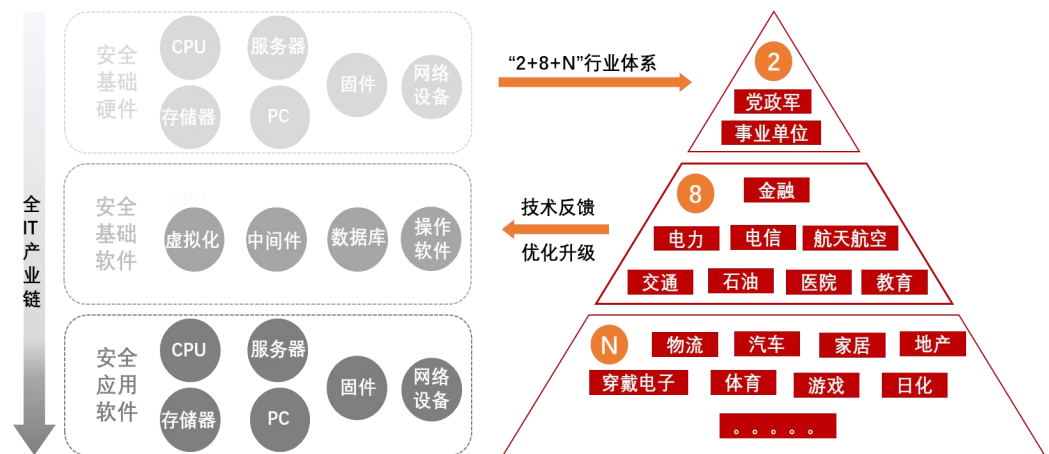 全IT产业链
安全
基础
硬件
CPU
服务器
固件
网络
设备
存储器
PC
安全
基础
软件
虚拟化
中间件
数据库
操作
软件
安全
应用
软件
CPU
服务器
固件
网络
设备
存储器
PC
“2+8+N”行业体系
技术反馈
优化升级
2
党政军
事业单位
8
金融
电力
电信
航天航空
交通
石油
医院
教育
N
物流
汽车
家居
地产
穿戴电子
体育
游戏
日化
。。。。。